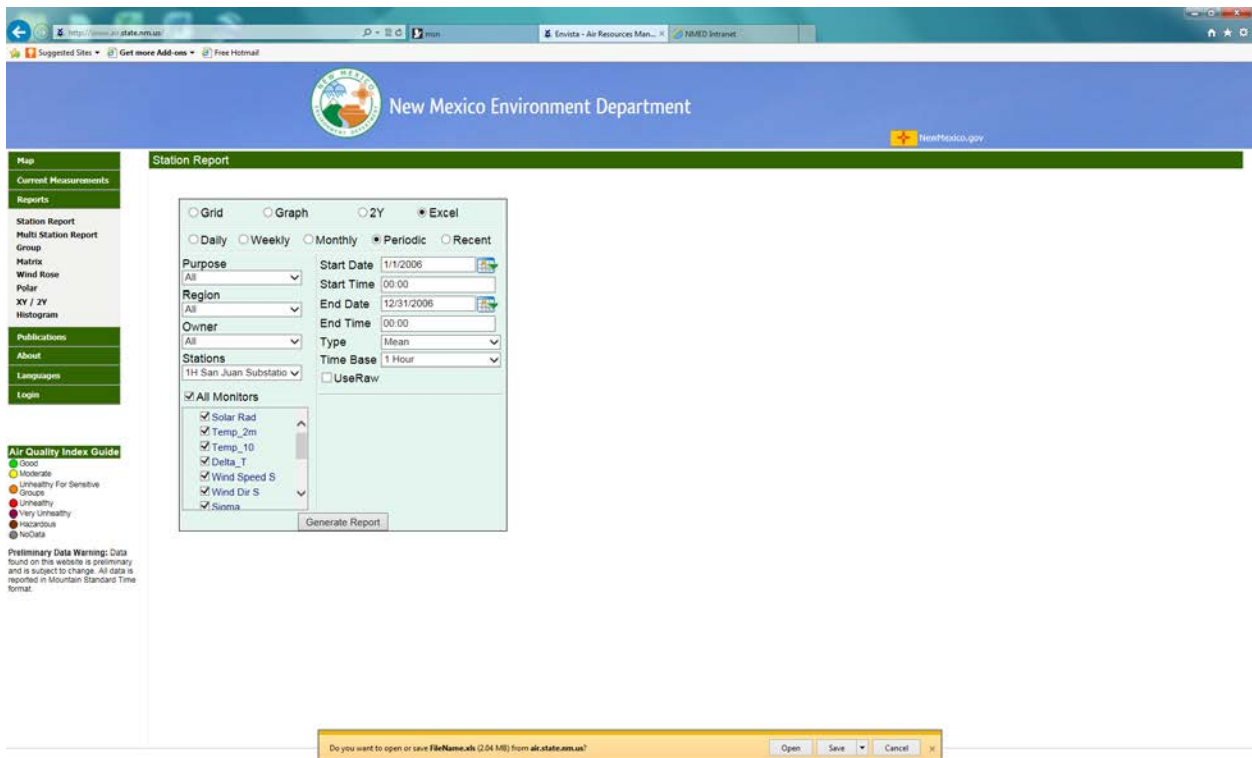 http://www.air.state.nm.us/
msn
Envista - Air Resources Man...
NMED Intranet
Suggested Sites
Get more Add-ons
Free Hotmail
NEW MEXICO
ENVIRONMENT DEPARTMENT
New Mexico Environment Department
NewMexico.gov
Map
Current Measurements
Reports
Station Report
Multi Station Report
Group
Matrix
Wind Rose
Polar
XY / 2Y
Histogram
Publications
About
Languages
Login
Air Quality Index Guide
Good
Moderate
Unhealthy For Sensitive
Groups
Unhealthy
Very Unhealthy
Hazardous
NoData
Preliminary Data Warning: Data
found on this website is preliminary
and is subject to change. All data is
reported in Mountain Standard Time
format.
Station Report
Grid Graph 2Y Excel
Daily Weekly Monthly Periodic Recent
Purpose
All
Region
All
Owner
All
Stations
1H San Juan Substatio
All Monitors
Solar Rad
Temp_2m
Temp_10
Delta_T
Wind Speed S
Wind Dir S
Sigma
Start Date 1/1/2006
Start Time 00:00
End Date 12/31/2006
End Time 00:00
Type Mean
Time Base 1 Hour
UseRaw
Generate Report
Do you want to open or save FileName.xls (2.04 MB) from air.state.nm.us?
Open
Save
Cancel